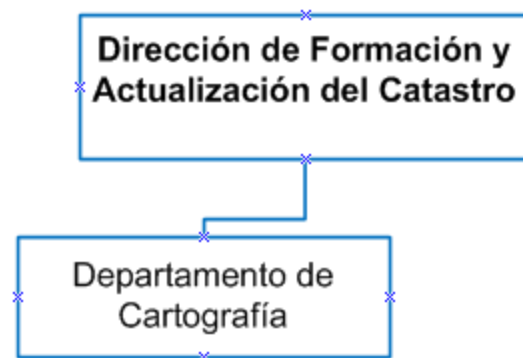 Dirección de Formación y
Actualización del Catastro
Departamento de
Cartografía